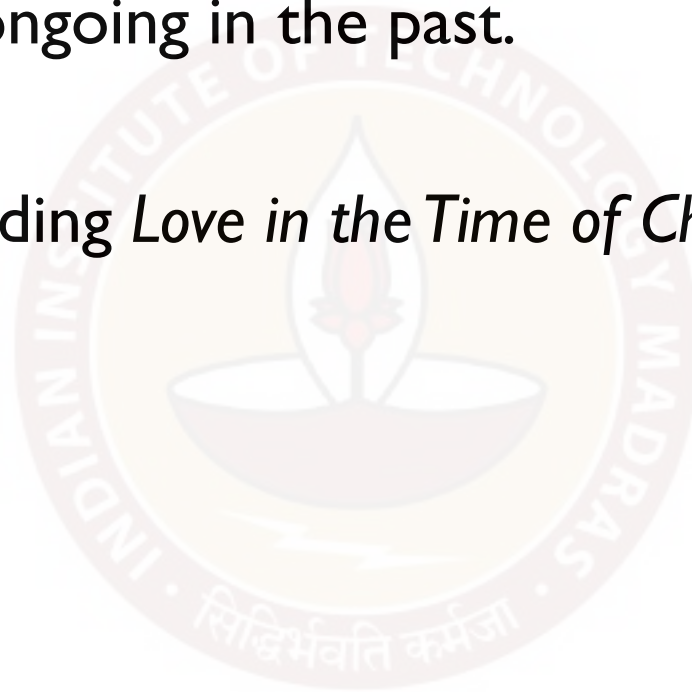 ongoing in the past.
ding Love in the Time of Ch
INDIAN INSTITUTE OF TECHNOLOGY MADRAS
सिद्धिर्भवति कर्मजा